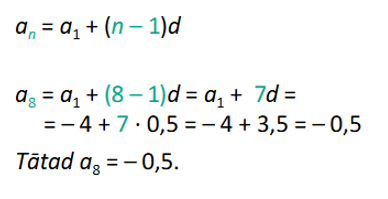 aₙ = a₁ + (n – 1)d
a₈ = a₁ + (8 – 1)d = a₁ + 7d =
= – 4 + 7 · 0,5 = – 4 + 3,5 = – 0,5
Tātad a₈ = – 0,5.